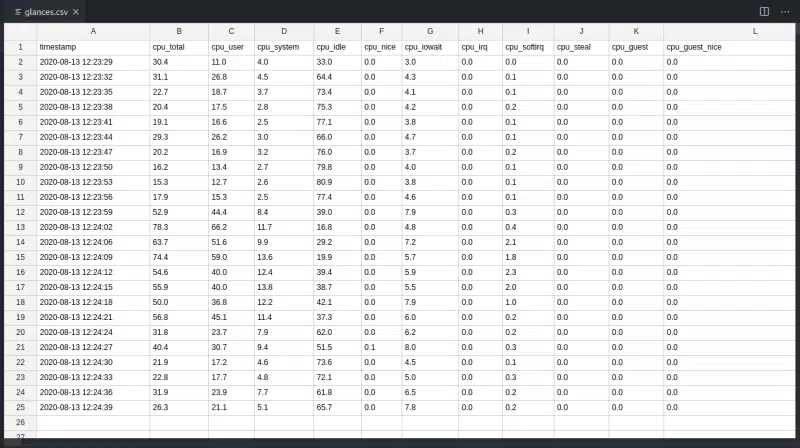 glances.csv
A B C D E F G H I J K L
1 timestamp cpu_total cpu_user cpu_system cpu_idle cpu_nice cpu_iowait cpu_irq cpu_softirq cpu_steal cpu_guest cpu_guest_nice
2 2020-08-13 12:23:29 30.4 11.0 4.0 33.0 0.0 3.0 0.0 0.0 0.0 0.0 0.0
3 2020-08-13 12:23:32 31.1 26.8 4.5 64.4 0.0 4.3 0.0 0.1 0.0 0.0 0.0
4 2020-08-13 12:23:35 22.7 18.7 3.7 73.4 0.0 4.1 0.0 0.1 0.0 0.0 0.0
5 2020-08-13 12:23:38 20.4 17.5 2.8 75.3 0.0 4.2 0.0 0.2 0.0 0.0 0.0
6 2020-08-13 12:23:41 19.1 16.6 2.5 77.1 0.0 3.8 0.0 0.1 0.0 0.0 0.0
7 2020-08-13 12:23:44 29.3 26.2 3.0 66.0 0.0 4.7 0.0 0.1 0.0 0.0 0.0
8 2020-08-13 12:23:47 20.2 16.9 3.2 76.0 0.0 3.7 0.0 0.2 0.0 0.0 0.0
9 2020-08-13 12:23:50 16.2 13.4 2.7 79.8 0.0 4.0 0.0 0.1 0.0 0.0 0.0
10 2020-08-13 12:23:53 15.3 12.7 2.6 80.9 0.0 3.8 0.0 0.1 0.0 0.0 0.0
11 2020-08-13 12:23:56 17.9 15.3 2.5 77.4 0.0 4.6 0.0 0.1 0.0 0.0 0.0
12 2020-08-13 12:23:59 52.9 44.4 8.4 39.0 0.0 7.9 0.0 0.3 0.0 0.0 0.0
13 2020-08-13 12:24:02 78.3 66.2 11.7 16.8 0.0 4.8 0.0 0.4 0.0 0.0 0.0
14 2020-08-13 12:24:06 63.7 51.6 9.9 29.2 0.0 7.2 0.0 2.1 0.0 0.0 0.0
15 2020-08-13 12:24:09 74.4 59.0 13.6 19.9 0.0 5.7 0.0 1.8 0.0 0.0 0.0
16 2020-08-13 12:24:12 54.6 40.0 12.4 39.4 0.0 5.9 0.0 2.3 0.0 0.0 0.0
17 2020-08-13 12:24:15 55.9 40.0 13.8 38.7 0.0 5.5 0.0 2.0 0.0 0.0 0.0
18 2020-08-13 12:24:18 50.0 36.8 12.2 42.1 0.0 7.9 0.0 1.0 0.0 0.0 0.0
19 2020-08-13 12:24:21 56.8 45.1 11.4 37.3 0.0 6.0 0.0 0.2 0.0 0.0 0.0
20 2020-08-13 12:24:24 31.8 23.7 7.9 62.0 0.0 6.2 0.0 0.2 0.0 0.0 0.0
21 2020-08-13 12:24:27 40.4 30.7 9.4 51.5 0.1 8.0 0.0 0.3 0.0 0.0 0.0
22 2020-08-13 12:24:30 21.9 17.2 4.6 73.6 0.0 4.5 0.0 0.1 0.0 0.0 0.0
23 2020-08-13 12:24:33 22.8 17.7 4.8 72.1 0.0 5.0 0.0 0.3 0.0 0.0 0.0
24 2020-08-13 12:24:36 31.9 23.9 7.7 61.8 0.0 6.5 0.0 0.2 0.0 0.0 0.0
25 2020-08-13 12:24:39 26.3 21.1 5.1 65.7 0.0 7.8 0.0 0.2 0.0 0.0 0.0
26
27